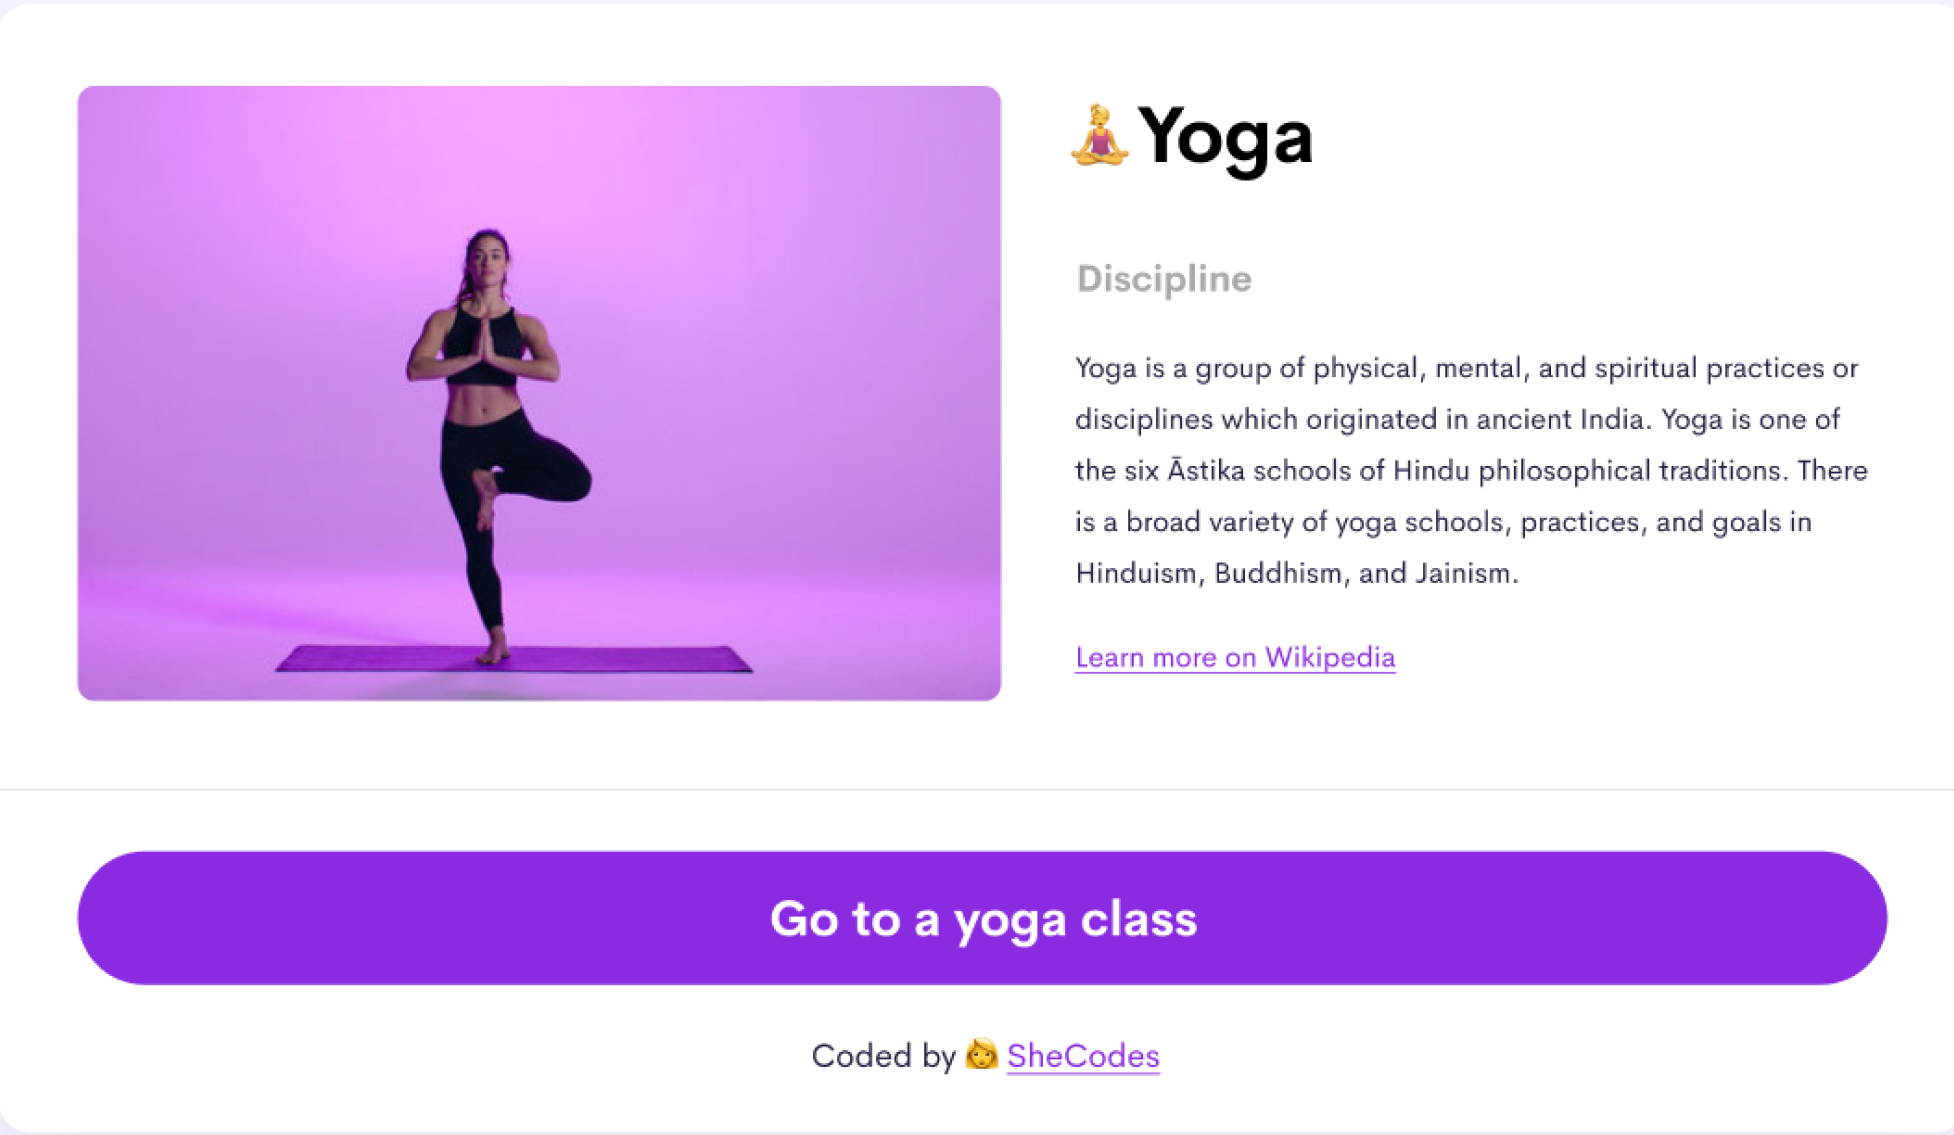 🧘‍♀️ Yoga
Discipline
Yoga is a group of physical, mental, and spiritual practices or
disciplines which originated in ancient India. Yoga is one of
the six Āstika schools of Hindu philosophical traditions. There
is a broad variety of yoga schools, practices, and goals in
Hinduism, Buddhism, and Jainism.
Learn more on Wikipedia
Go to a yoga class
Coded by 👩 SheCodes